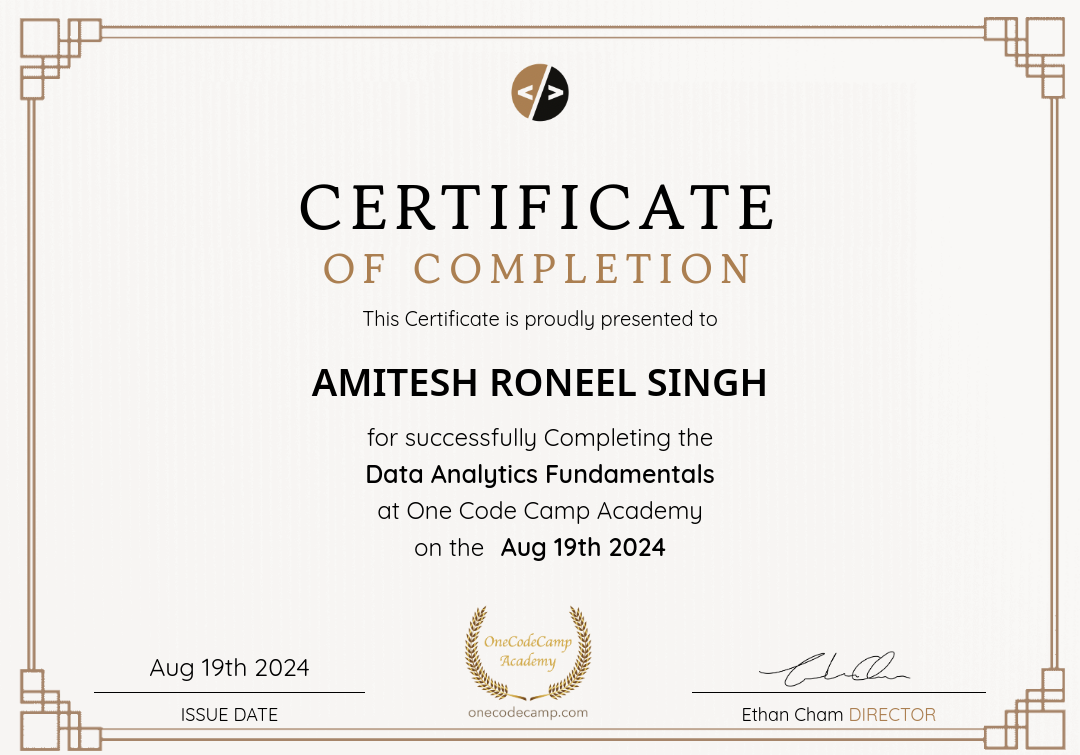 CERTIFICATE
OF COMPLETION
This Certificate is proudly presented to
AMITESH RONEEL SINGH
for successfully Completing the
Data Analytics Fundamentals
at One Code Camp Academy
on the Aug 19th 2024
OneCodeCamp
Academy
onecodecamp.com
Aug 19th 2024
ISSUE DATE
Ethan Cham DIRECTOR